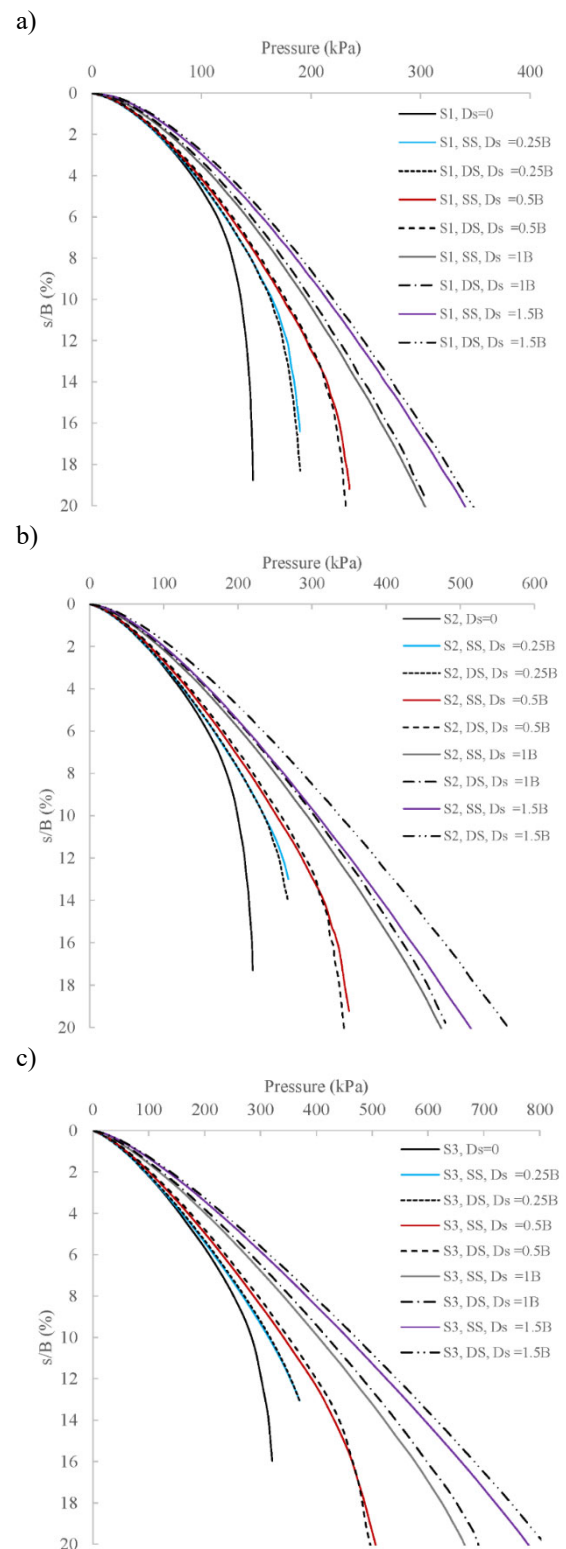 a)
Pressure (kPa)
0 100 200 300 400
0
2
4
6
8
10
12
14
16
18
20
s/B (%)
S1, Ds=0
S1, SS, Ds =0.25B
S1, DS, Ds =0.25B
S1, SS, Ds =0.5B
S1, DS, Ds =0.5B
S1, SS, Ds =1B
S1, DS, Ds =1B
S1, SS, Ds =1.5B
S1, DS, Ds =1.5B
b)
Pressure (kPa)
0 100 200 300 400 500 600
0
2
4
6
8
10
12
14
16
18
20
s/B (%)
S2, Ds=0
S2, SS, Ds =0.25B
S2, DS, Ds =0.25B
S2, SS, Ds =0.5B
S2, DS, Ds =0.5B
S2, SS, Ds =1B
S2, DS, Ds =1B
S2, SS, Ds =1.5B
S2, DS, Ds =1.5B
c)
Pressure (kPa)
0 100 200 300 400 500 600 700 800
0
2
4
6
8
10
12
14
16
18
20
s/B (%)
S3, Ds=0
S3, SS, Ds =0.25B
S3, DS, Ds =0.25B
S3, SS, Ds =0.5B
S3, DS, Ds =0.5B
S3, SS, Ds =1B
S3, DS, Ds =1B
S3, SS, Ds =1.5B
S3, DS, Ds =1.5B